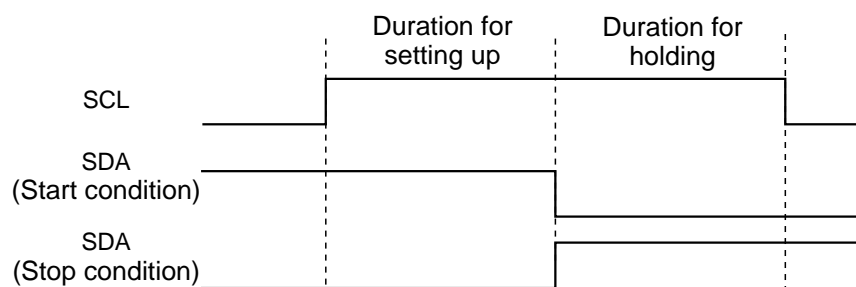 Duration for
setting up
Duration for
holding
SCL
SDA
(Start condition)
SDA
(Stop condition)